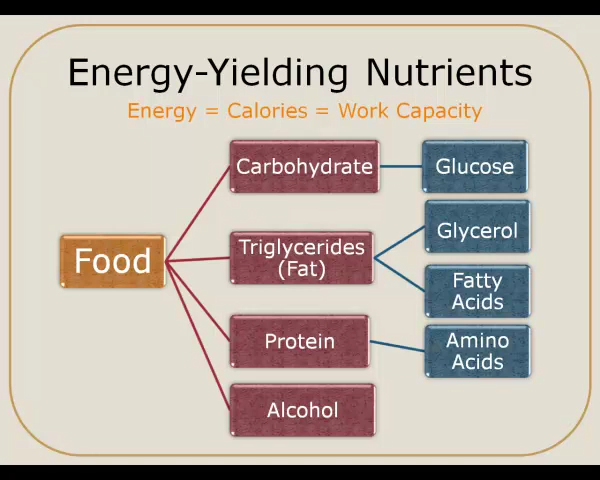 Energy-Yielding Nutrients
Energy = Calories = Work Capacity
Food
Carbohydrate
Glucose
Triglycerides
(Fat)
Glycerol
Fatty
Acids
Protein
Amino
Acids
Alcohol